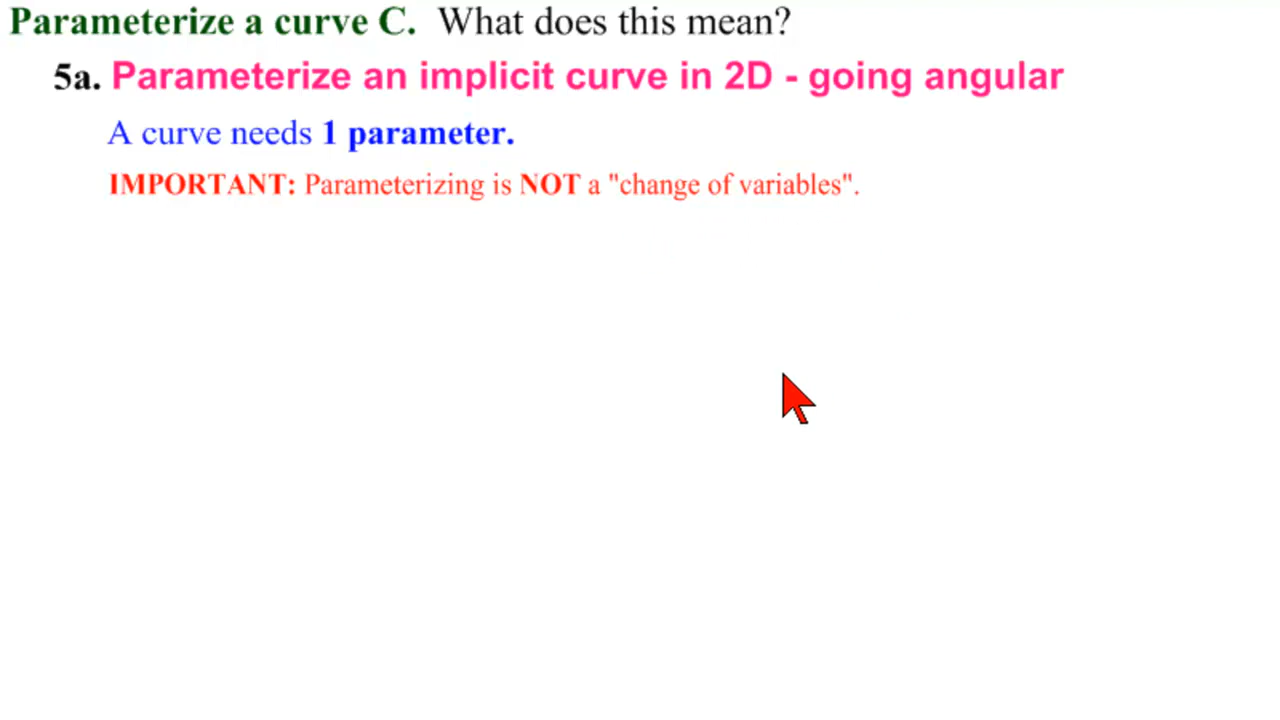 Parameterize a curve C. What does this mean?
5a. Parameterize an implicit curve in 2D - going angular
A curve needs 1 parameter.
IMPORTANT: Parameterizing is NOT a "change of variables".